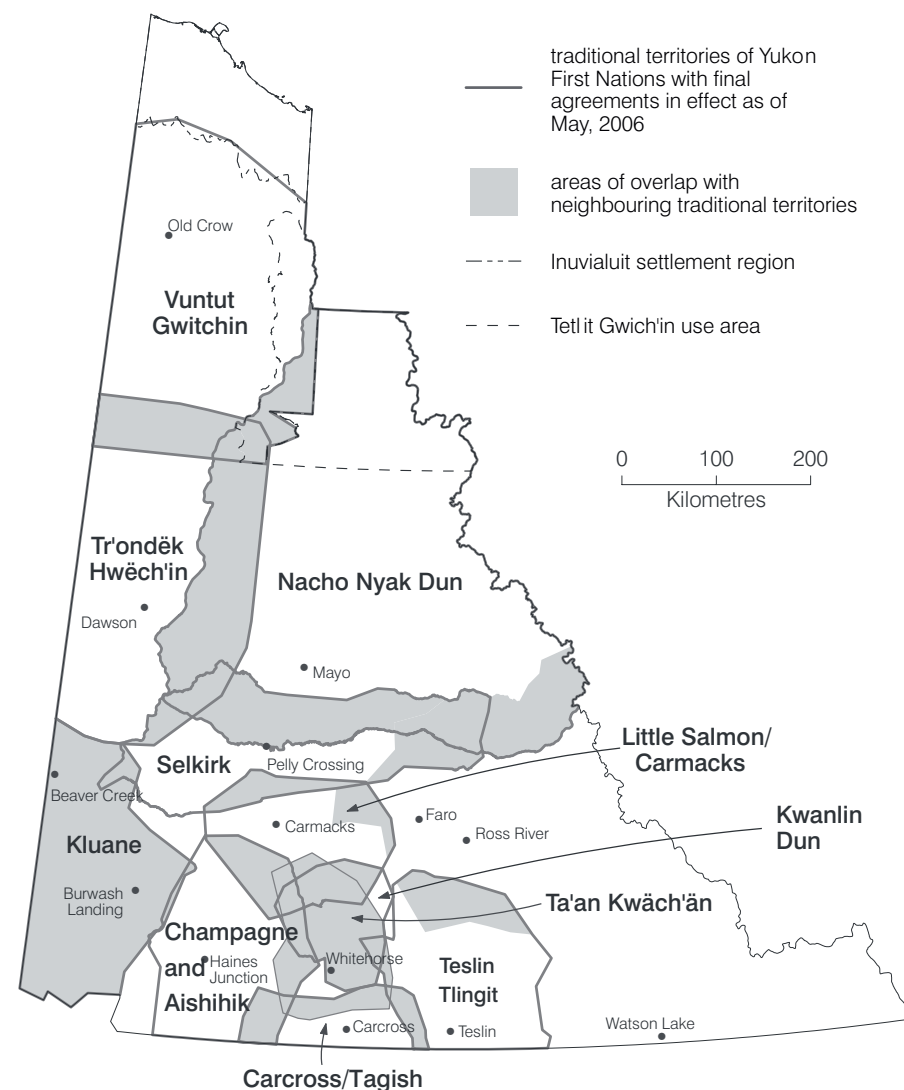 traditional territories of Yukon
First Nations with final
agreements in effect as of
May, 2006
areas of overlap with
neighbouring traditional territories
Inuvialuit settlement region
Tetlit Gwich'in use area
0 100 200
Kilometres
Old Crow
Vuntut
Gwitchin
Tr'ondëk
Hwëch'in
Dawson
Nacho Nyak Dun
Mayo
Selkirk
Pelly Crossing
Little Salmon/
Carmacks
Beaver Creek
Kluane
Burwash
Landing
Carmacks
Faro
Ross River
Kwanlin
Dun
Ta'an Kwäch'än
Champagne
and
Aishihik
Haines
Junction
Whitehorse
Teslin
Tlingit
Carcross
Teslin
Watson Lake
Carcross/Tagish